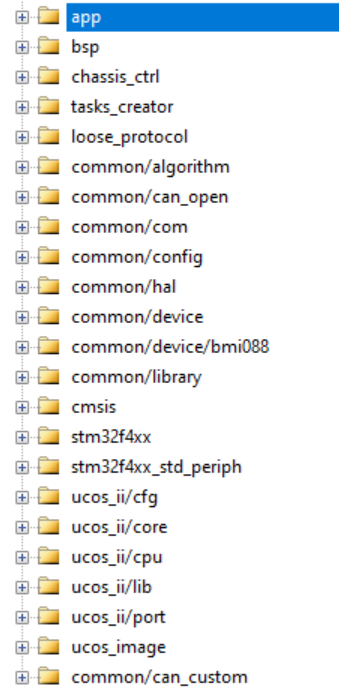 app
bsp
chassis_ctrl
tasks_creator
loose_protocol
common/algorithm
common/can_open
common/com
common/config
common/hal
common/device
common/device/bmi088
common/library
cmsis
stm32f4xx
stm32f4xx_std_periph
ucos_ii/cfg
ucos_ii/core
ucos_ii/cpu
ucos_ii/lib
ucos_ii/port
ucos_image
common/can_custom